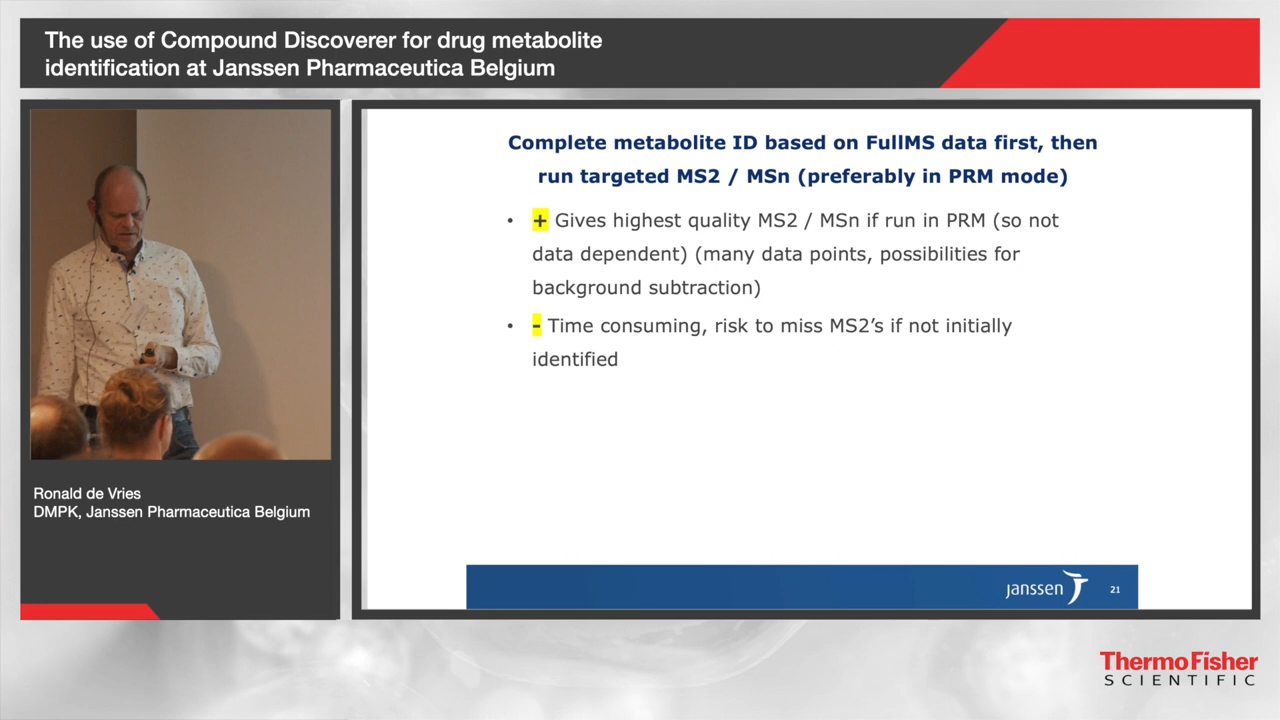 The use of Compound Discoverer for drug metabolite
identification at Janssen Pharmaceutica Belgium
Complete metabolite ID based on FullMS data first, then
run targeted MS2 / MSn (preferably in PRM mode)
• + Gives highest quality MS2 / MSn if run in PRM (so not
data dependent) (many data points, possibilities for
background subtraction)
• - Time consuming, risk to miss MS2’s if not initially
identified
Ronald de Vries
DMPK, Janssen Pharmaceutica Belgium
Janssen
21
ThermoFisher
SCIENTIFIC